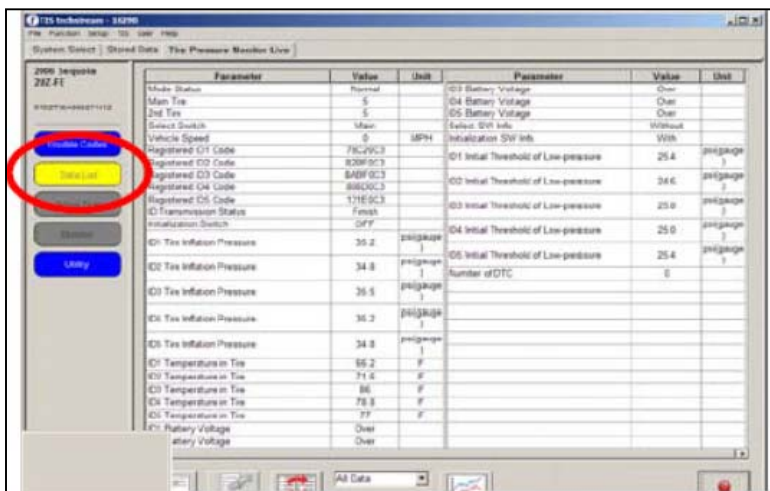 TIS techstream - 16290
File Function Setup TIS User Help
System Select Stored Data Tire Pressure Monitor Live
2006 Sequoia
2UZ-FE
Trouble Codes
Data List
Monitor
Utility
Parameter Value Unit Parameter Value Unit
Mode Status Normal ID3 Battery Voltage Over
Main Tire 5 ID4 Battery Voltage Over
2nd Tire 5 ID5 Battery Voltage Over
Select Switch Main Select SW Info Without
Vehicle Speed 0 MPH Initialization SW Info With
Registered ID1 Code
Registered ID2 Code
Registered ID3 Code
Registered ID4 Code
Registered ID5 Code
ID Transmission Status Finish
Initialization Switch OFF
ID1 Initial Threshold of Low-pressure 25.4 psi(gauge)
ID2 Initial Threshold of Low-pressure 24.6 psi(gauge)
ID3 Initial Threshold of Low-pressure 25.0 psi(gauge)
ID4 Initial Threshold of Low-pressure 25.0 psi(gauge)
ID5 Initial Threshold of Low-pressure 25.4 psi(gauge)
Number of DTC 0
ID1 Tire Inflation Pressure 35.2 psi(gauge)
ID2 Tire Inflation Pressure 34.8 psi(gauge)
ID3 Tire Inflation Pressure 35.5 psi(gauge)
ID4 Tire Inflation Pressure 36.2 psi(gauge)
ID5 Tire Inflation Pressure 34.8 psi(gauge)
ID1 Temperature in Tire 66.2 F
ID2 Temperature in Tire 71.6 F
ID3 Temperature in Tire 86 F
ID4 Temperature in Tire 78.8 F
ID5 Temperature in Tire 77 F
ID1 Battery Voltage Over
attery Voltage Over
All Data